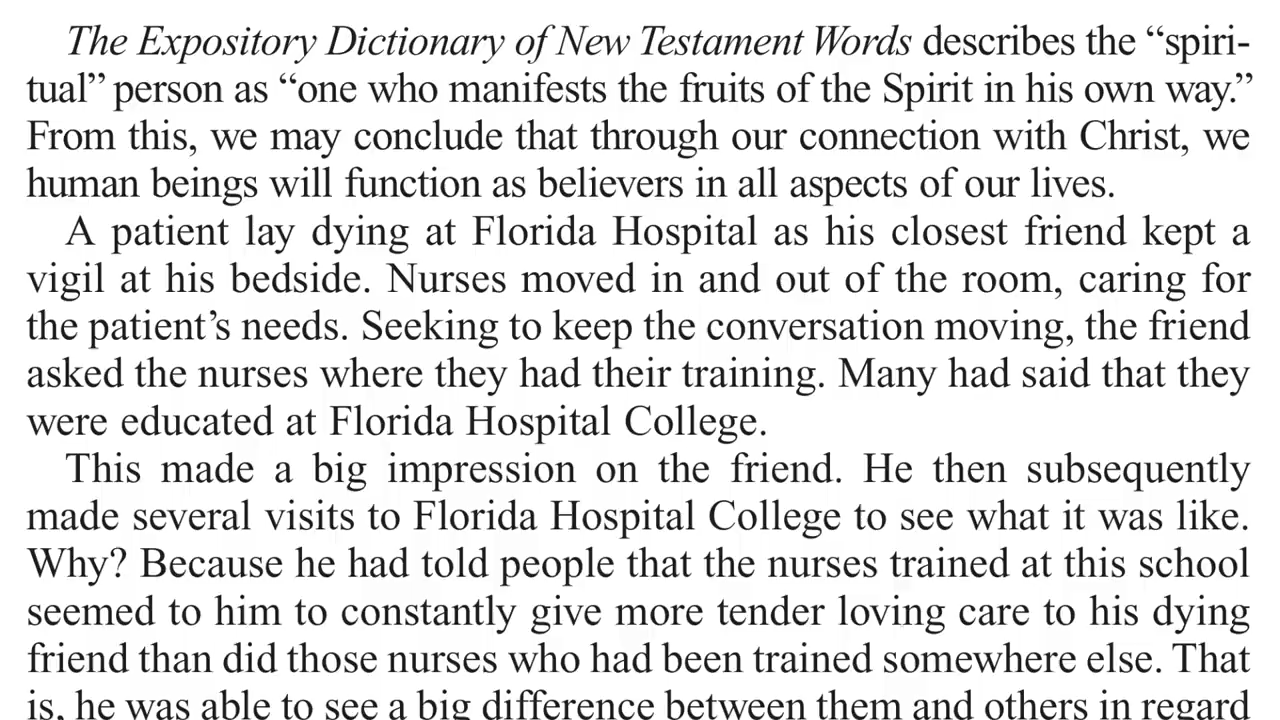 The Expository Dictionary of New Testament Words describes the “spiri-
tual” person as “one who manifests the fruits of the Spirit in his own way.”
From this, we may conclude that through our connection with Christ, we
human beings will function as believers in all aspects of our lives.
A patient lay dying at Florida Hospital as his closest friend kept a
vigil at his bedside. Nurses moved in and out of the room, caring for
the patient’s needs. Seeking to keep the conversation moving, the friend
asked the nurses where they had their training. Many had said that they
were educated at Florida Hospital College.
This made a big impression on the friend. He then subsequently
made several visits to Florida Hospital College to see what it was like.
Why? Because he had told people that the nurses trained at this school
seemed to him to constantly give more tender loving care to his dying
friend than did those nurses who had been trained somewhere else. That
is, he was able to see a big difference between them and others in regard